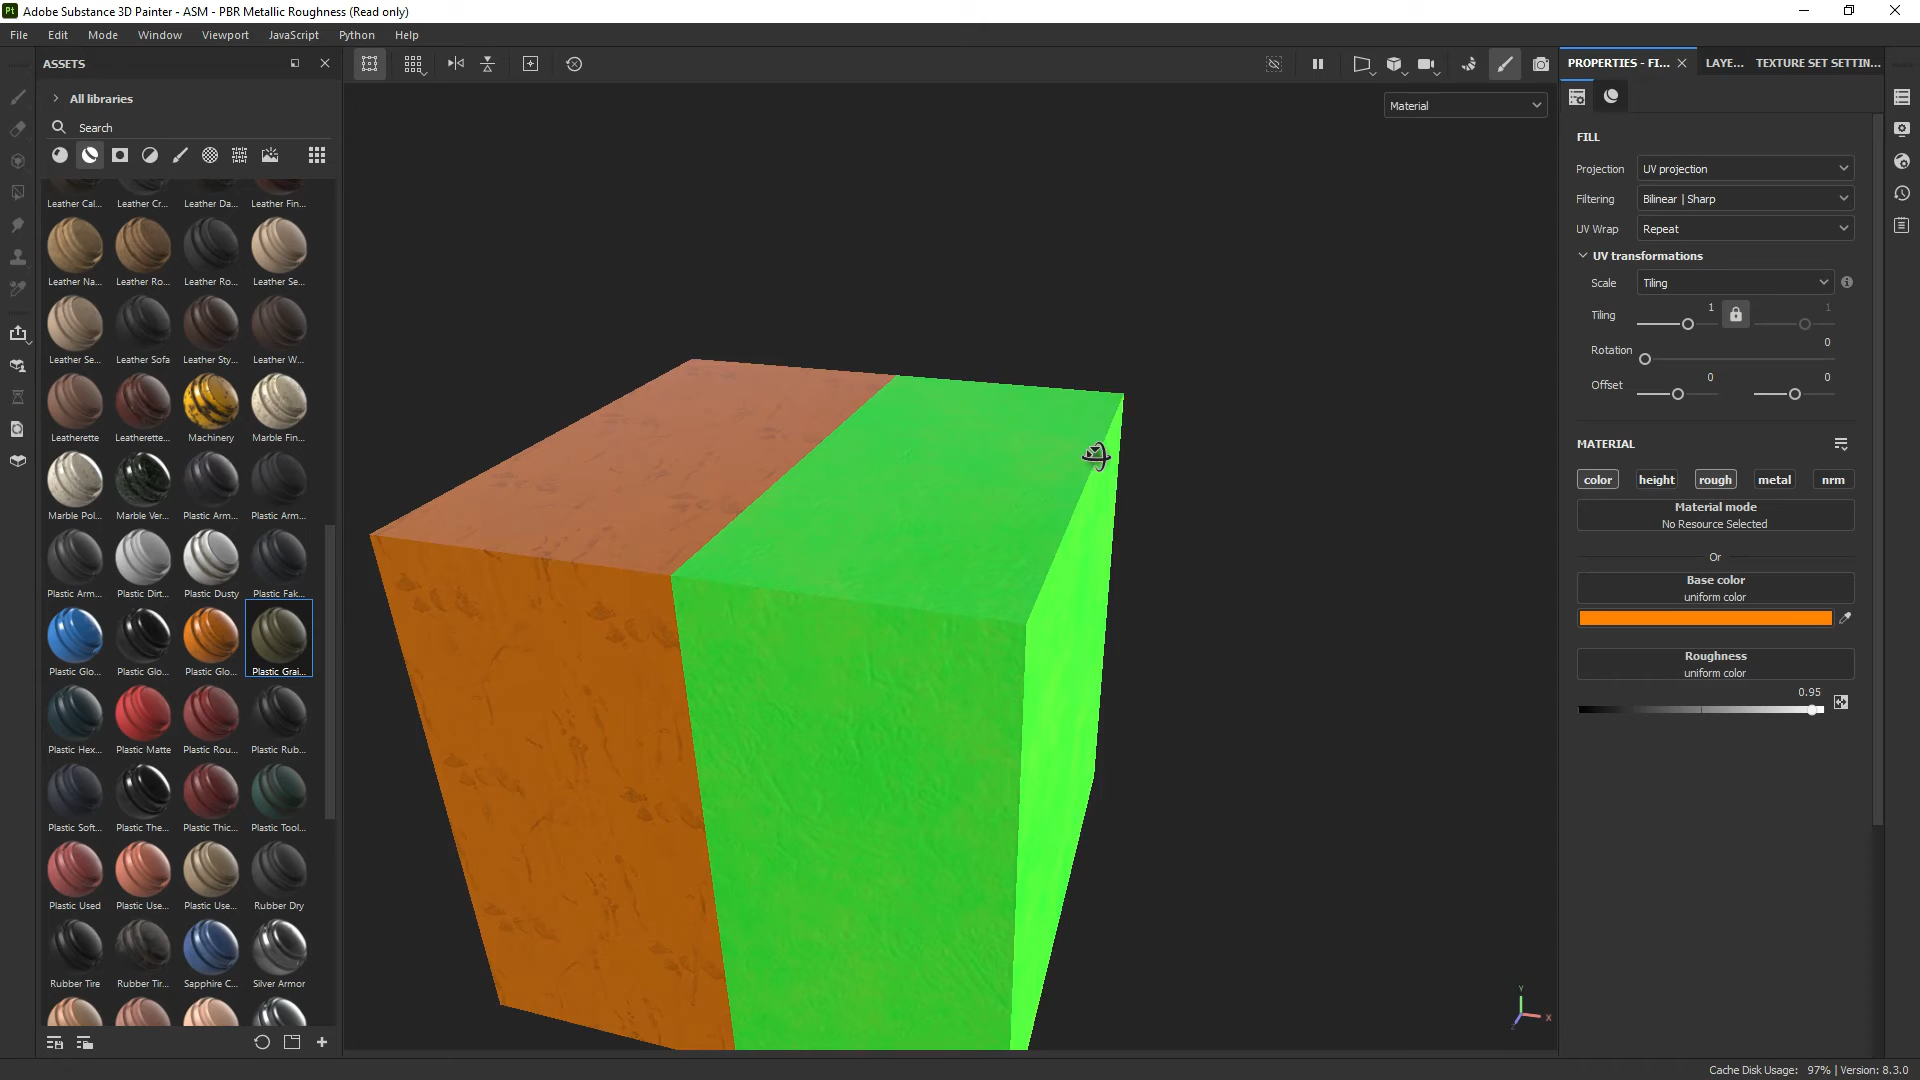 Pt Adobe Substance 3D Painter - ASM - PBR Metallic Roughness (Read only)
File Edit Mode Window Viewport JavaScript Python Help
ASSETS
All libraries
Search
Leather Cal... Leather Cr... Leather Da... Leather Fin...
Leather Na... Leather Ro... Leather Ro... Leather Se...
Leather Se... Leather Sofa Leather Sty... Leather W...
Leatherette Leatherette... Machinery Marble Fin...
Marble Pol... Marble Ver... Plastic Arm... Plastic Arm...
Plastic Arm... Plastic Dirt... Plastic Dusty Plastic Fak...
Plastic Glo... Plastic Glo... Plastic Glo... Plastic Grai...
Plastic Hex... Plastic Matte Plastic Rou... Plastic Rub...
Plastic Soft... Plastic The... Plastic Thic... Plastic Tool...
Plastic Used Plastic Use... Plastic Use... Rubber Dry
Rubber Tire Rubber Tir... Sapphire C... Silver Armor
Material
Y
X
Z
PROPERTIES - FI... LAYE... TEXTURE SET SETTIN...
FILL
Projection UV projection
Filtering Bilinear | Sharp
UV Wrap Repeat
UV transformations
Scale Tiling
Tiling 1 1
Rotation 0
Offset 0 0
MATERIAL
color height rough metal nrm
Material mode
No Resource Selected
Or
Base color
uniform color
Roughness
uniform color
0.95
Cache Disk Usage: 97% | Version: 8.3.0